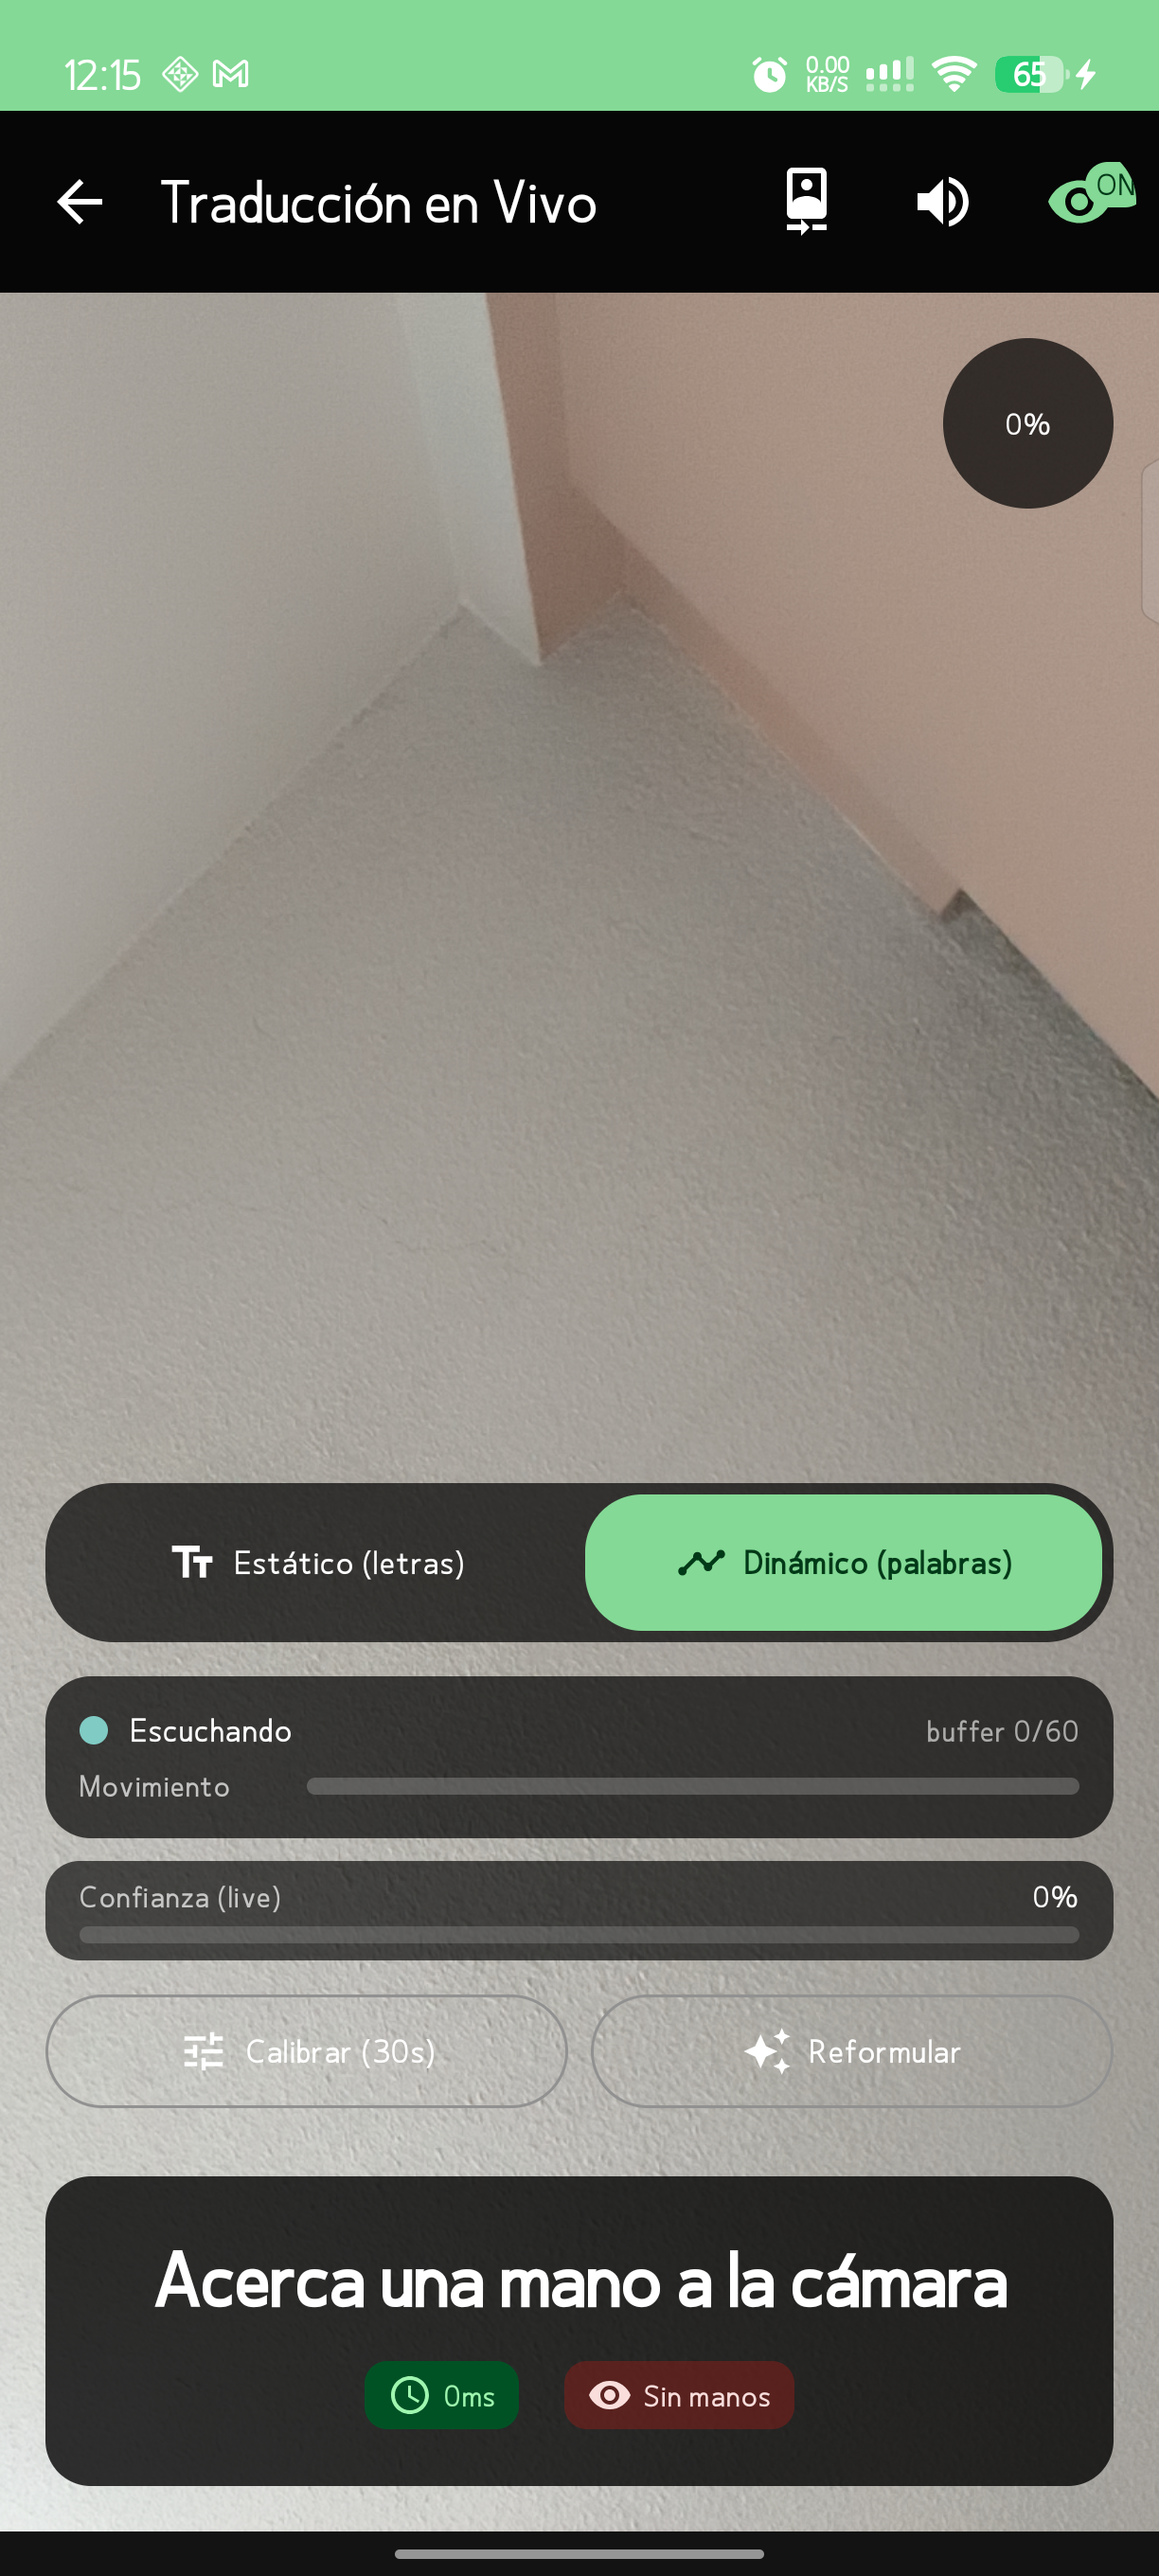 12:15
0.00
KB/S
65
Traducción en Vivo
ON
0%
Estático (letras)
Dinámico (palabras)
Escuchando
buffer 0/60
Movimiento
Confianza (live)
0%
Calibrar (30s)
Reformular
Acerca una mano a la cámara
0ms
Sin manos